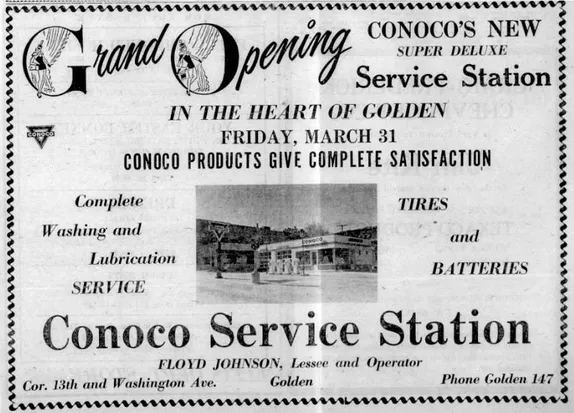 Grand Opening
CONOCO'S NEW
SUPER DELUXE
Service Station
IN THE HEART OF GOLDEN
FRIDAY, MARCH 31
CONOCO
CONOCO PRODUCTS GIVE COMPLETE SATISFACTION
Complete
Washing and
Lubrication
SERVICE
CONOCO
TIRES
and
BATTERIES
Conoco Service Station
FLOYD JOHNSON, Lessee and Operator
Cor. 13th and Washington Ave. Golden Phone Golden 147